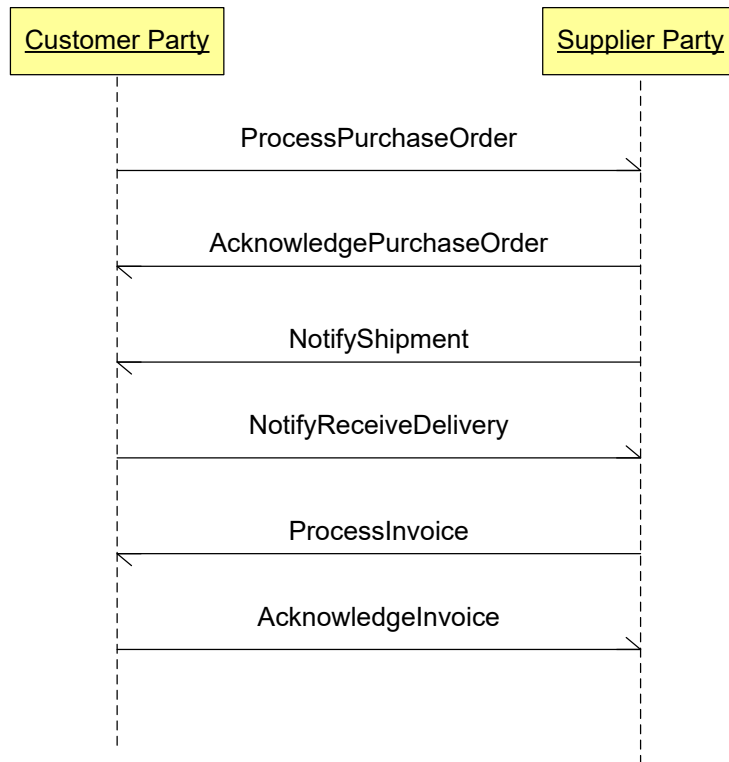 Customer Party
Supplier Party
ProcessPurchaseOrder
AcknowledgePurchaseOrder
NotifyShipment
NotifyReceiveDelivery
ProcessInvoice
AcknowledgeInvoice